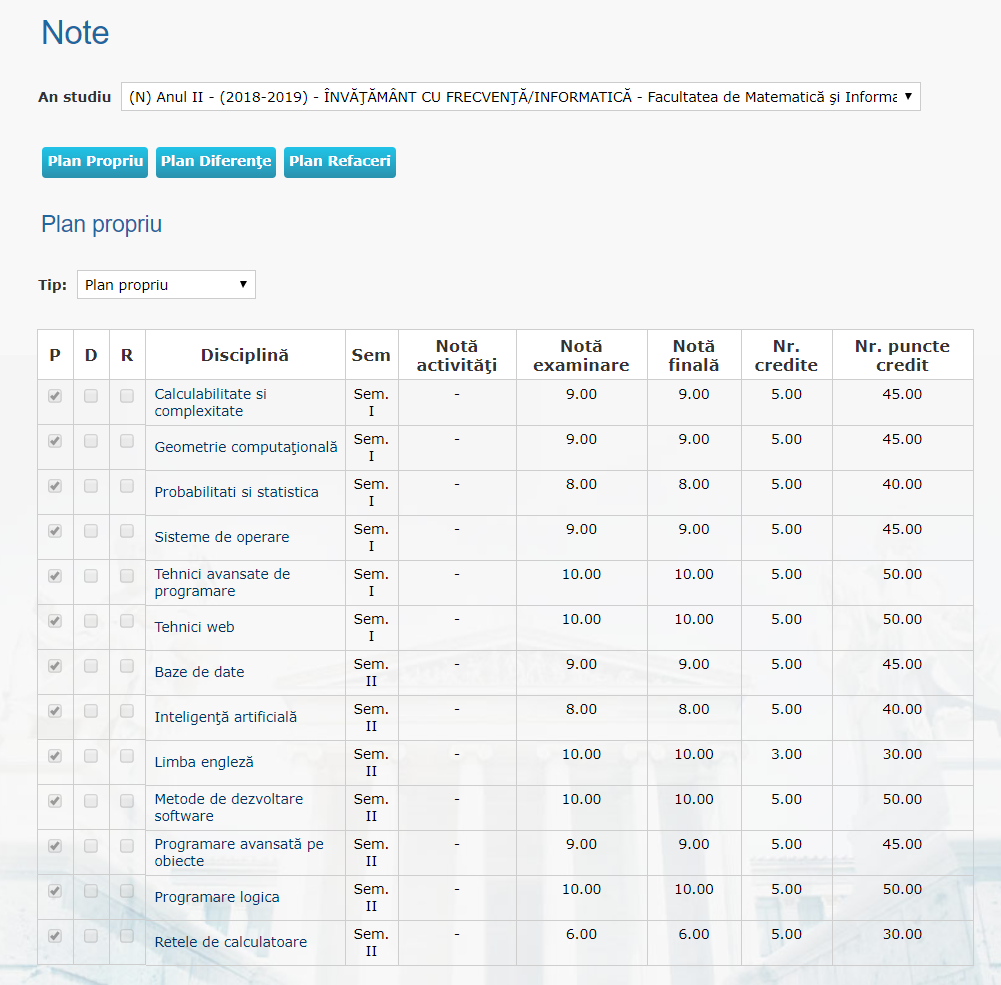 Note
An studiu (N) Anul II - (2018-2019) - ÎNVĂŢĂMÂNT CU FRECVENŢĂ/INFORMATICĂ - Facultatea de Matematică şi Informa
Plan Propriu Plan Diferenţe Plan Refaceri
Plan propriu
Tip: Plan propriu
P D R Disciplină Sem Notă activităţi Notă examinare Notă finală Nr. credite Nr. puncte credit
Calculabilitate si complexitate Sem. I - 9.00 9.00 5.00 45.00
Geometrie computaţională Sem. I - 9.00 9.00 5.00 45.00
Probabilitati si statistica Sem. I - 8.00 8.00 5.00 40.00
Sisteme de operare Sem. I - 9.00 9.00 5.00 45.00
Tehnici avansate de programare Sem. I - 10.00 10.00 5.00 50.00
Tehnici web Sem. I - 10.00 10.00 5.00 50.00
Baze de date Sem. II - 9.00 9.00 5.00 45.00
Inteligenţă artificială Sem. II - 8.00 8.00 5.00 40.00
Limba engleză Sem. II - 10.00 10.00 3.00 30.00
Metode de dezvoltare software Sem. II - 10.00 10.00 5.00 50.00
Programare avansată pe obiecte Sem. II - 9.00 9.00 5.00 45.00
Programare logica Sem. II - 10.00 10.00 5.00 50.00
Retele de calculatoare Sem. II - 6.00 6.00 5.00 30.00